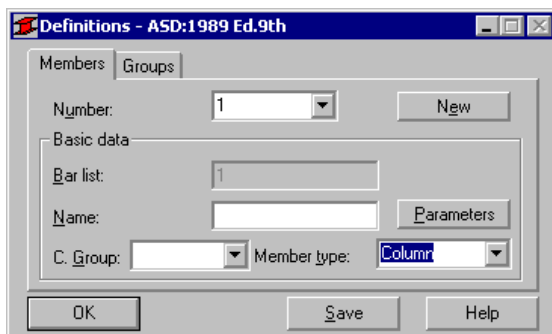 Definitions - ASD:1989 Ed.9th
Members Groups
Number: 1 New
Basic data
Bar list: 1
Name: Parameters
C. Group: Member type: Column
OK Save Help